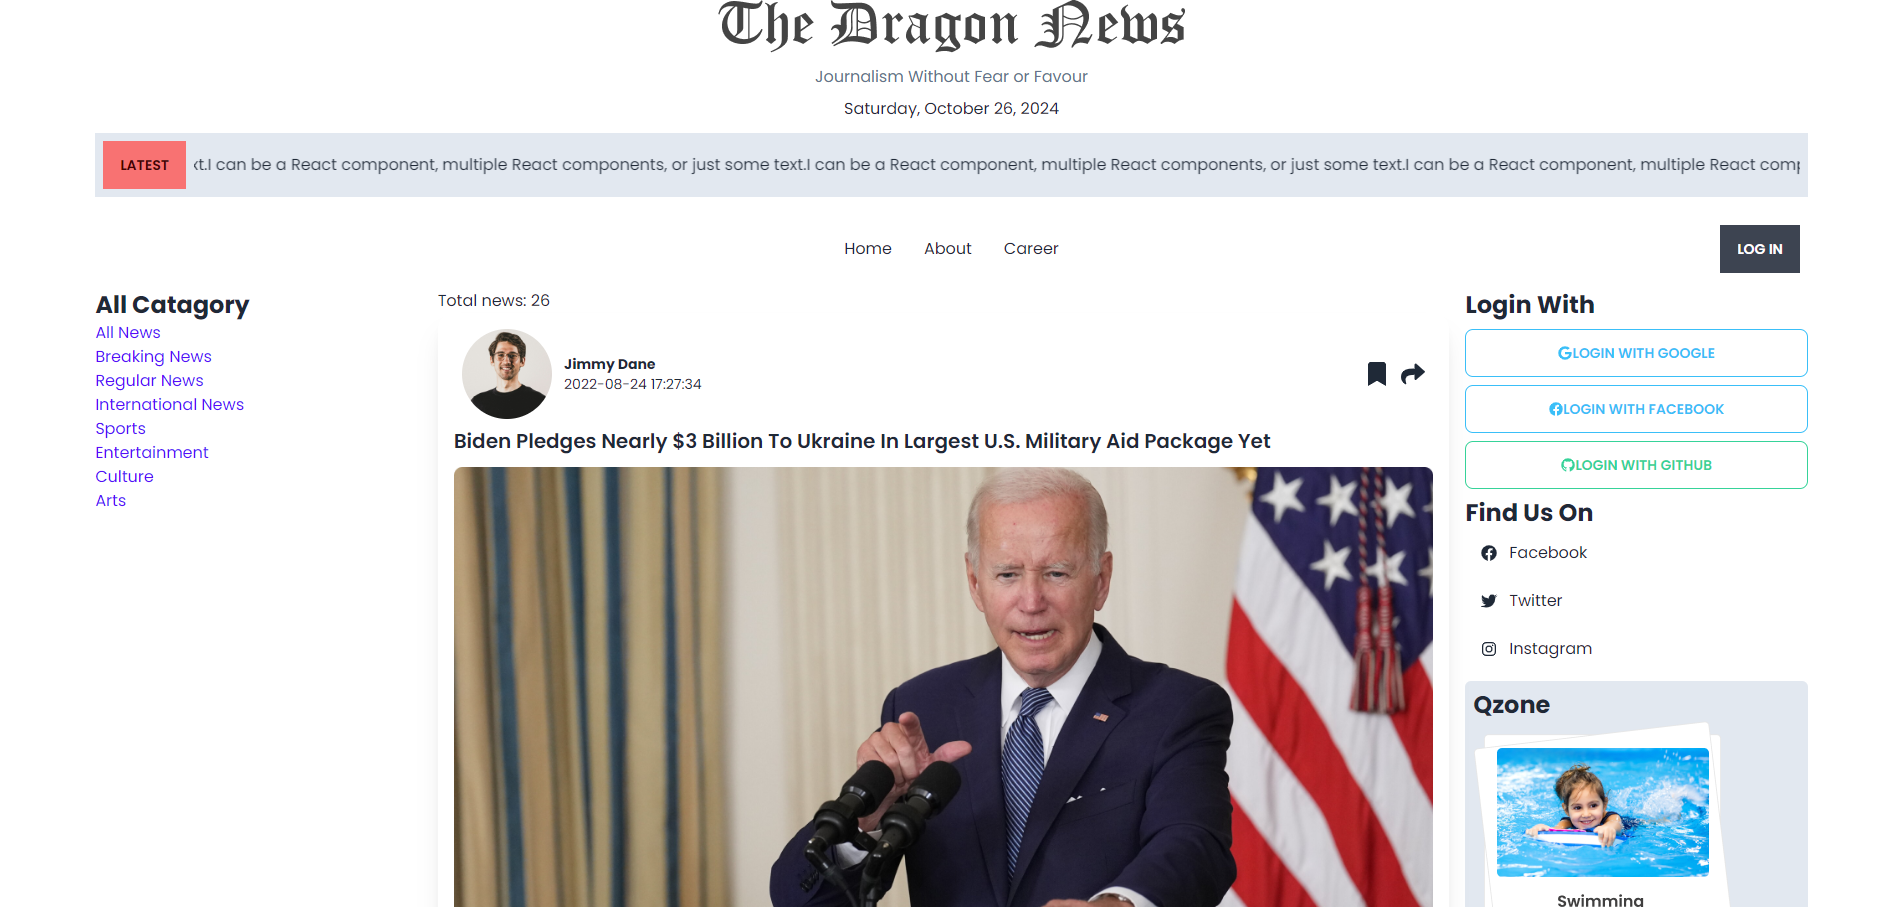 The Dragon News
Journalism Without Fear or Favour
Saturday, October 26, 2024
LATEST
xt.I can be a React component, multiple React components, or just some text.I can be a React component, multiple React components, or just some text.I can be a React component, multiple React comp
Home About Career
LOG IN
All Catagory
All News
Breaking News
Regular News
International News
Sports
Entertainment
Culture
Arts
Total news: 26
Jimmy Dane
2022-08-24 17:27:34
Biden Pledges Nearly $3 Billion To Ukraine In Largest U.S. Military Aid Package Yet
Login With
LOGIN WITH GOOGLE
LOGIN WITH FACEBOOK
LOGIN WITH GITHUB
Find Us On
Facebook
Twitter
Instagram
Qzone
Swimming